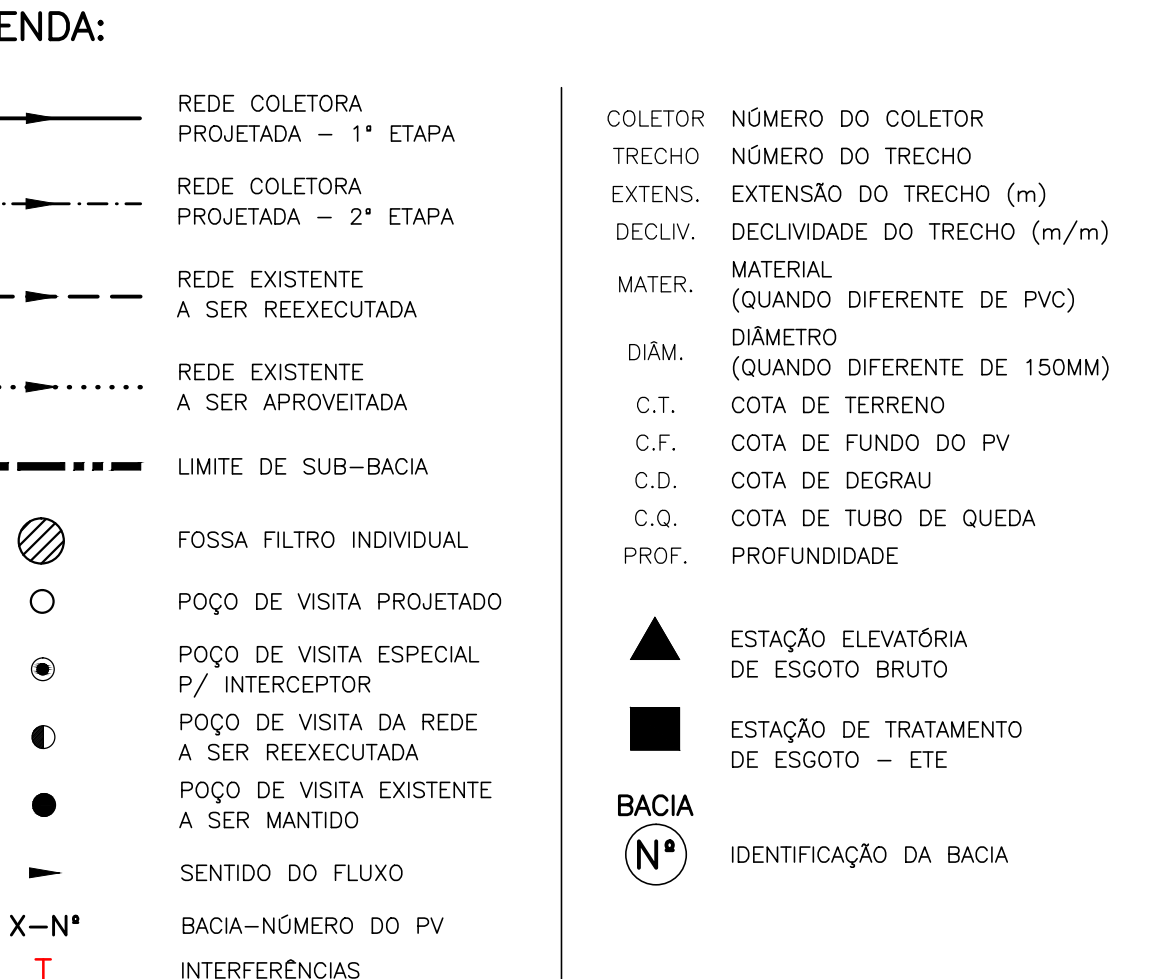 ENDA:
REDE COLETORA
PROJETADA – 1ª ETAPA
REDE COLETORA
PROJETADA – 2ª ETAPA
REDE EXISTENTE
A SER REEXECUTADA
REDE EXISTENTE
A SER APROVEITADA
LIMITE DE SUB–BACIA
FOSSA FILTRO INDIVIDUAL
POÇO DE VISITA PROJETADO
POÇO DE VISITA ESPECIAL
P/ INTERCEPTOR
POÇO DE VISITA DA REDE
A SER REEXECUTADA
POÇO DE VISITA EXISTENTE
A SER MANTIDO
SENTIDO DO FLUXO
X–Nº BACIA–NÚMERO DO PV
T INTERFERÊNCIAS
COLETOR NÚMERO DO COLETOR
TRECHO NÚMERO DO TRECHO
EXTENS. EXTENSÃO DO TRECHO (m)
DECLIV. DECLIVIDADE DO TRECHO (m/m)
MATER. MATERIAL
(QUANDO DIFERENTE DE PVC)
DIÂM. DIÂMETRO
(QUANDO DIFERENTE DE 150MM)
C.T. COTA DE TERRENO
C.F. COTA DE FUNDO DO PV
C.D. COTA DE DEGRAU
C.Q. COTA DE TUBO DE QUEDA
PROF. PROFUNDIDADE
ESTAÇÃO ELEVATÓRIA
DE ESGOTO BRUTO
ESTAÇÃO DE TRATAMENTO
DE ESGOTO – ETE
BACIA
Nº IDENTIFICAÇÃO DA BACIA